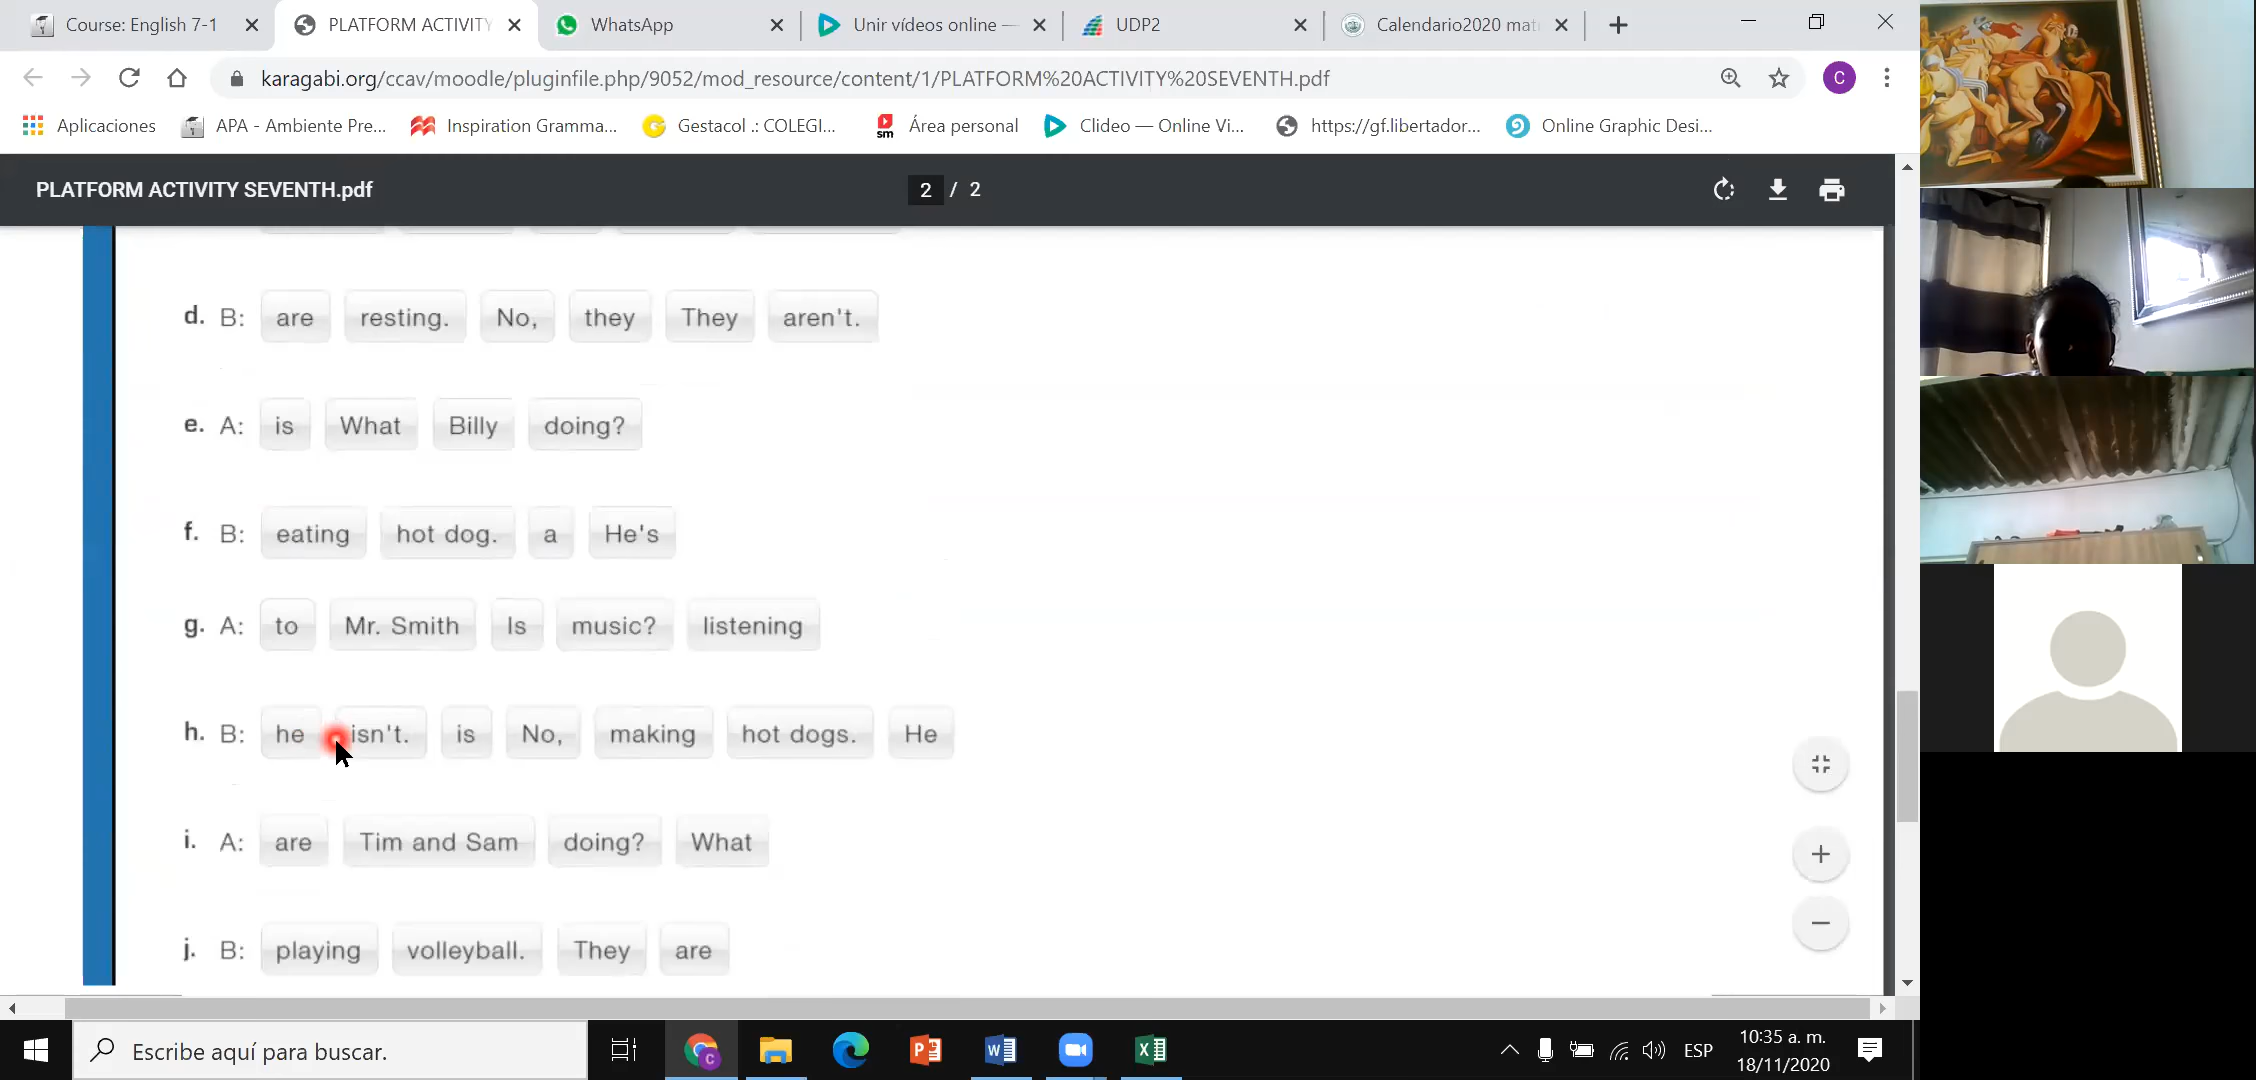 Course: English 7-1
PLATFORM ACTIVITY
WhatsApp
Unir vídeos online —
UDP2
Calendario2020 mat
karagabi.org/ccav/moodle/pluginfile.php/9052/mod_resource/content/1/PLATFORM%20ACTIVITY%20SEVENTH.pdf
C
Aplicaciones
APA - Ambiente Pre...
Inspiration Gramma...
Gestacol .: COLEGI...
sm
Área personal
Clideo — Online Vi...
https://gf.libertador...
Online Graphic Desi...
PLATFORM ACTIVITY SEVENTH.pdf
2 / 2
d. B: are resting. No, they They aren't.
e. A: is What Billy doing?
f. B: eating hot dog. a He's
g. A: to Mr. Smith Is music? listening
h. B: he isn't. is No, making hot dogs. He
i. A: are Tim and Sam doing? What
j. B: playing volleyball. They are
Escribe aquí para buscar.
ESP
10:35 a. m.
18/11/2020